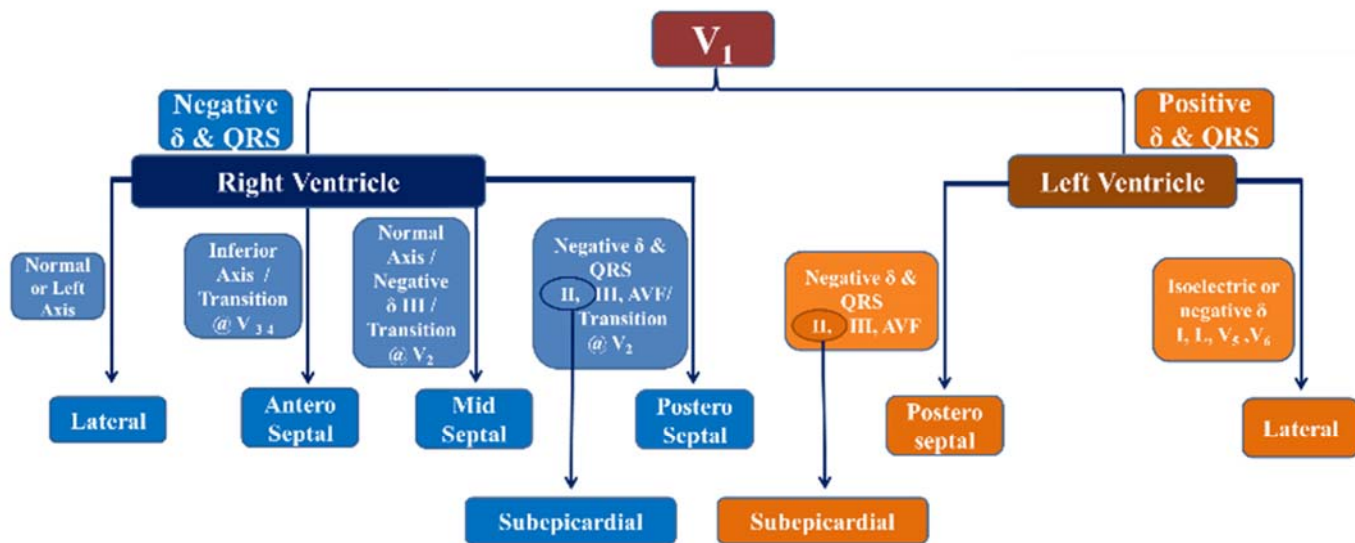 V₁
Negative
δ & QRS
Positive
δ & QRS
Right Ventricle
Left Ventricle
Normal
or Left
Axis
Inferior
Axis /
Transition
@ V ₃ ₄
Normal
Axis /
Negative
δ III /
Transition
@ V₂
Negative δ &
QRS
II, III, AVF/
Transition
@ V₂
Negative δ &
QRS
II, III, AVF
Isoelectric or
negative δ
I, L, V₅ ,V₆
Lateral
Antero
Septal
Mid
Septal
Postero
Septal
Postero
septal
Lateral
Subepicardial
Subepicardial